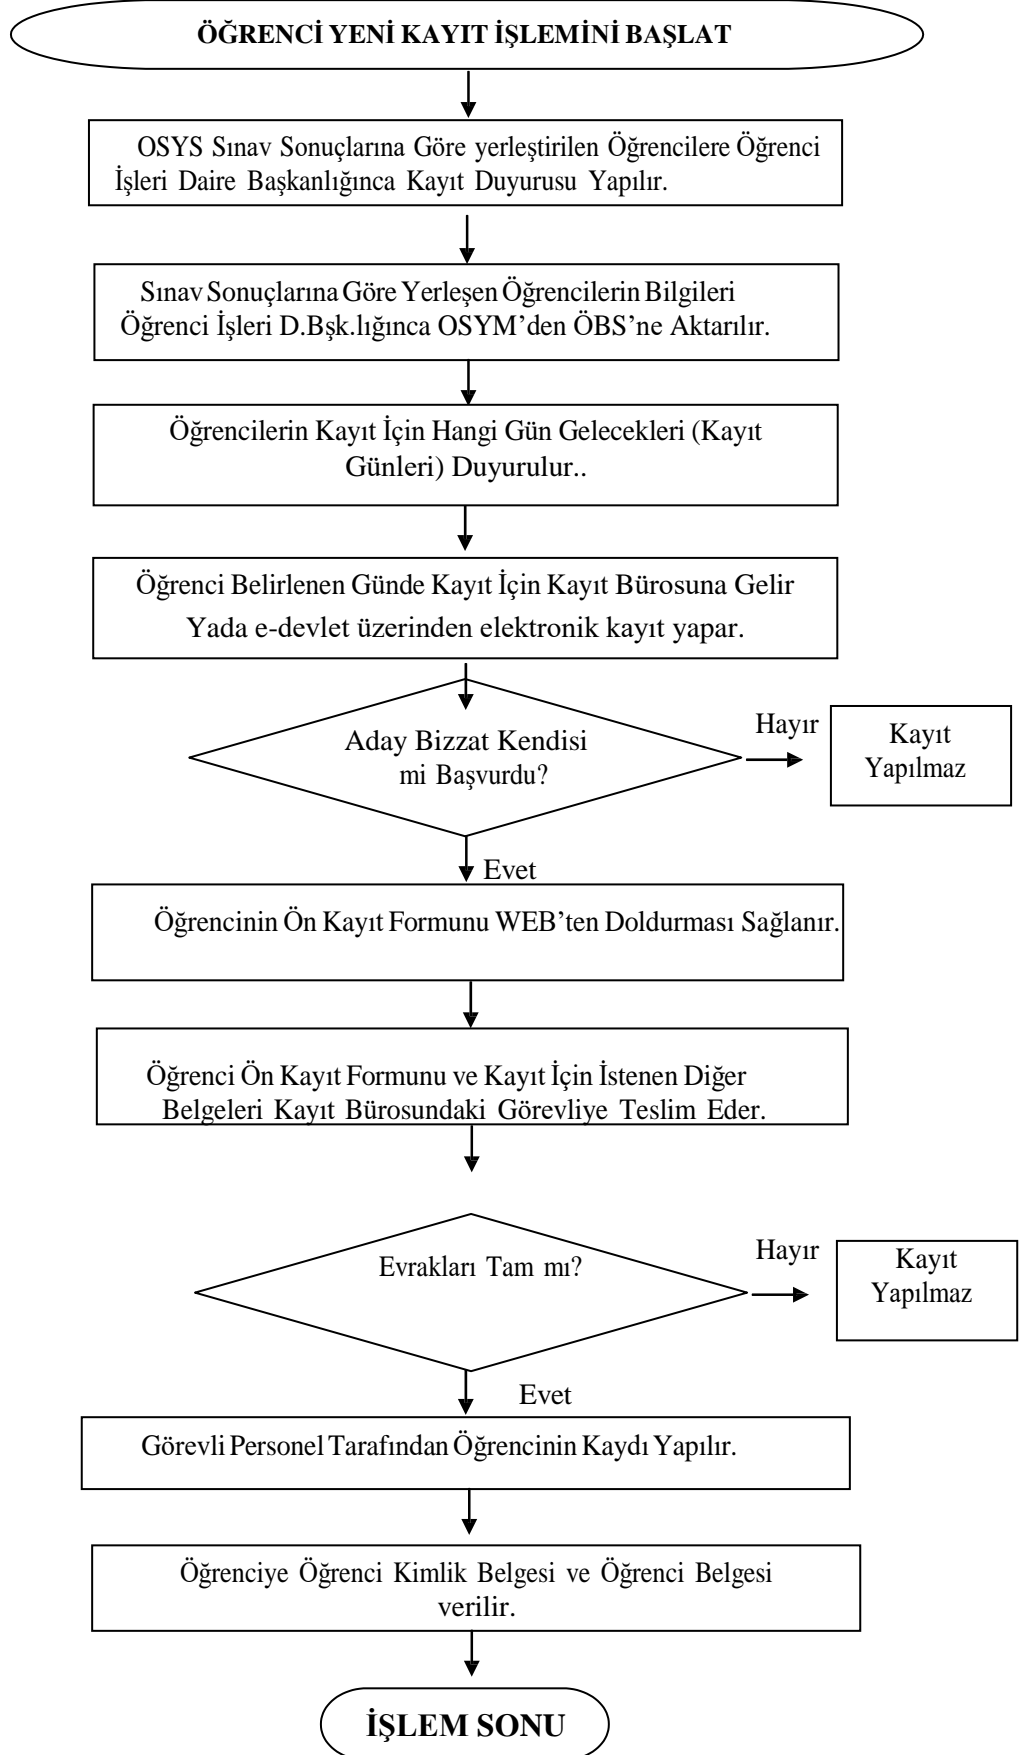 ÖĞRENCİ YENİ KAYIT İŞLEMİNİ BAŞLAT
OSYS Sınav Sonuçlarına Göre yerleştirilen Öğrencilere Öğrenci
İşleri Daire Başkanlığınca Kayıt Duyurusu Yapılır.
Sınav Sonuçlarına Göre Yerleşen Öğrencilerin Bilgileri
Öğrenci İşleri D.Bşk.lığınca OSYM’den ÖBS’ne Aktarılır.
Öğrencilerin Kayıt İçin Hangi Gün Gelecekleri (Kayıt
Günleri) Duyurulur..
Öğrenci Belirlenen Günde Kayıt İçin Kayıt Bürosuna Gelir
Yada e-devlet üzerinden elektronik kayıt yapar.
Aday Bizzat Kendisi
mi Başvurdu?
Hayır
Kayıt
Yapılmaz
Evet
Öğrencinin Ön Kayıt Formunu WEB’ten Doldurması Sağlanır.
Öğrenci Ön Kayıt Formunu ve Kayıt İçin İstenen Diğer
Belgeleri Kayıt Bürosundaki Görevliye Teslim Eder.
Evrakları Tam mı?
Hayır
Kayıt
Yapılmaz
Evet
Görevli Personel Tarafından Öğrencinin Kaydı Yapılır.
Öğrenciye Öğrenci Kimlik Belgesi ve Öğrenci Belgesi
verilir.
İŞLEM SONU